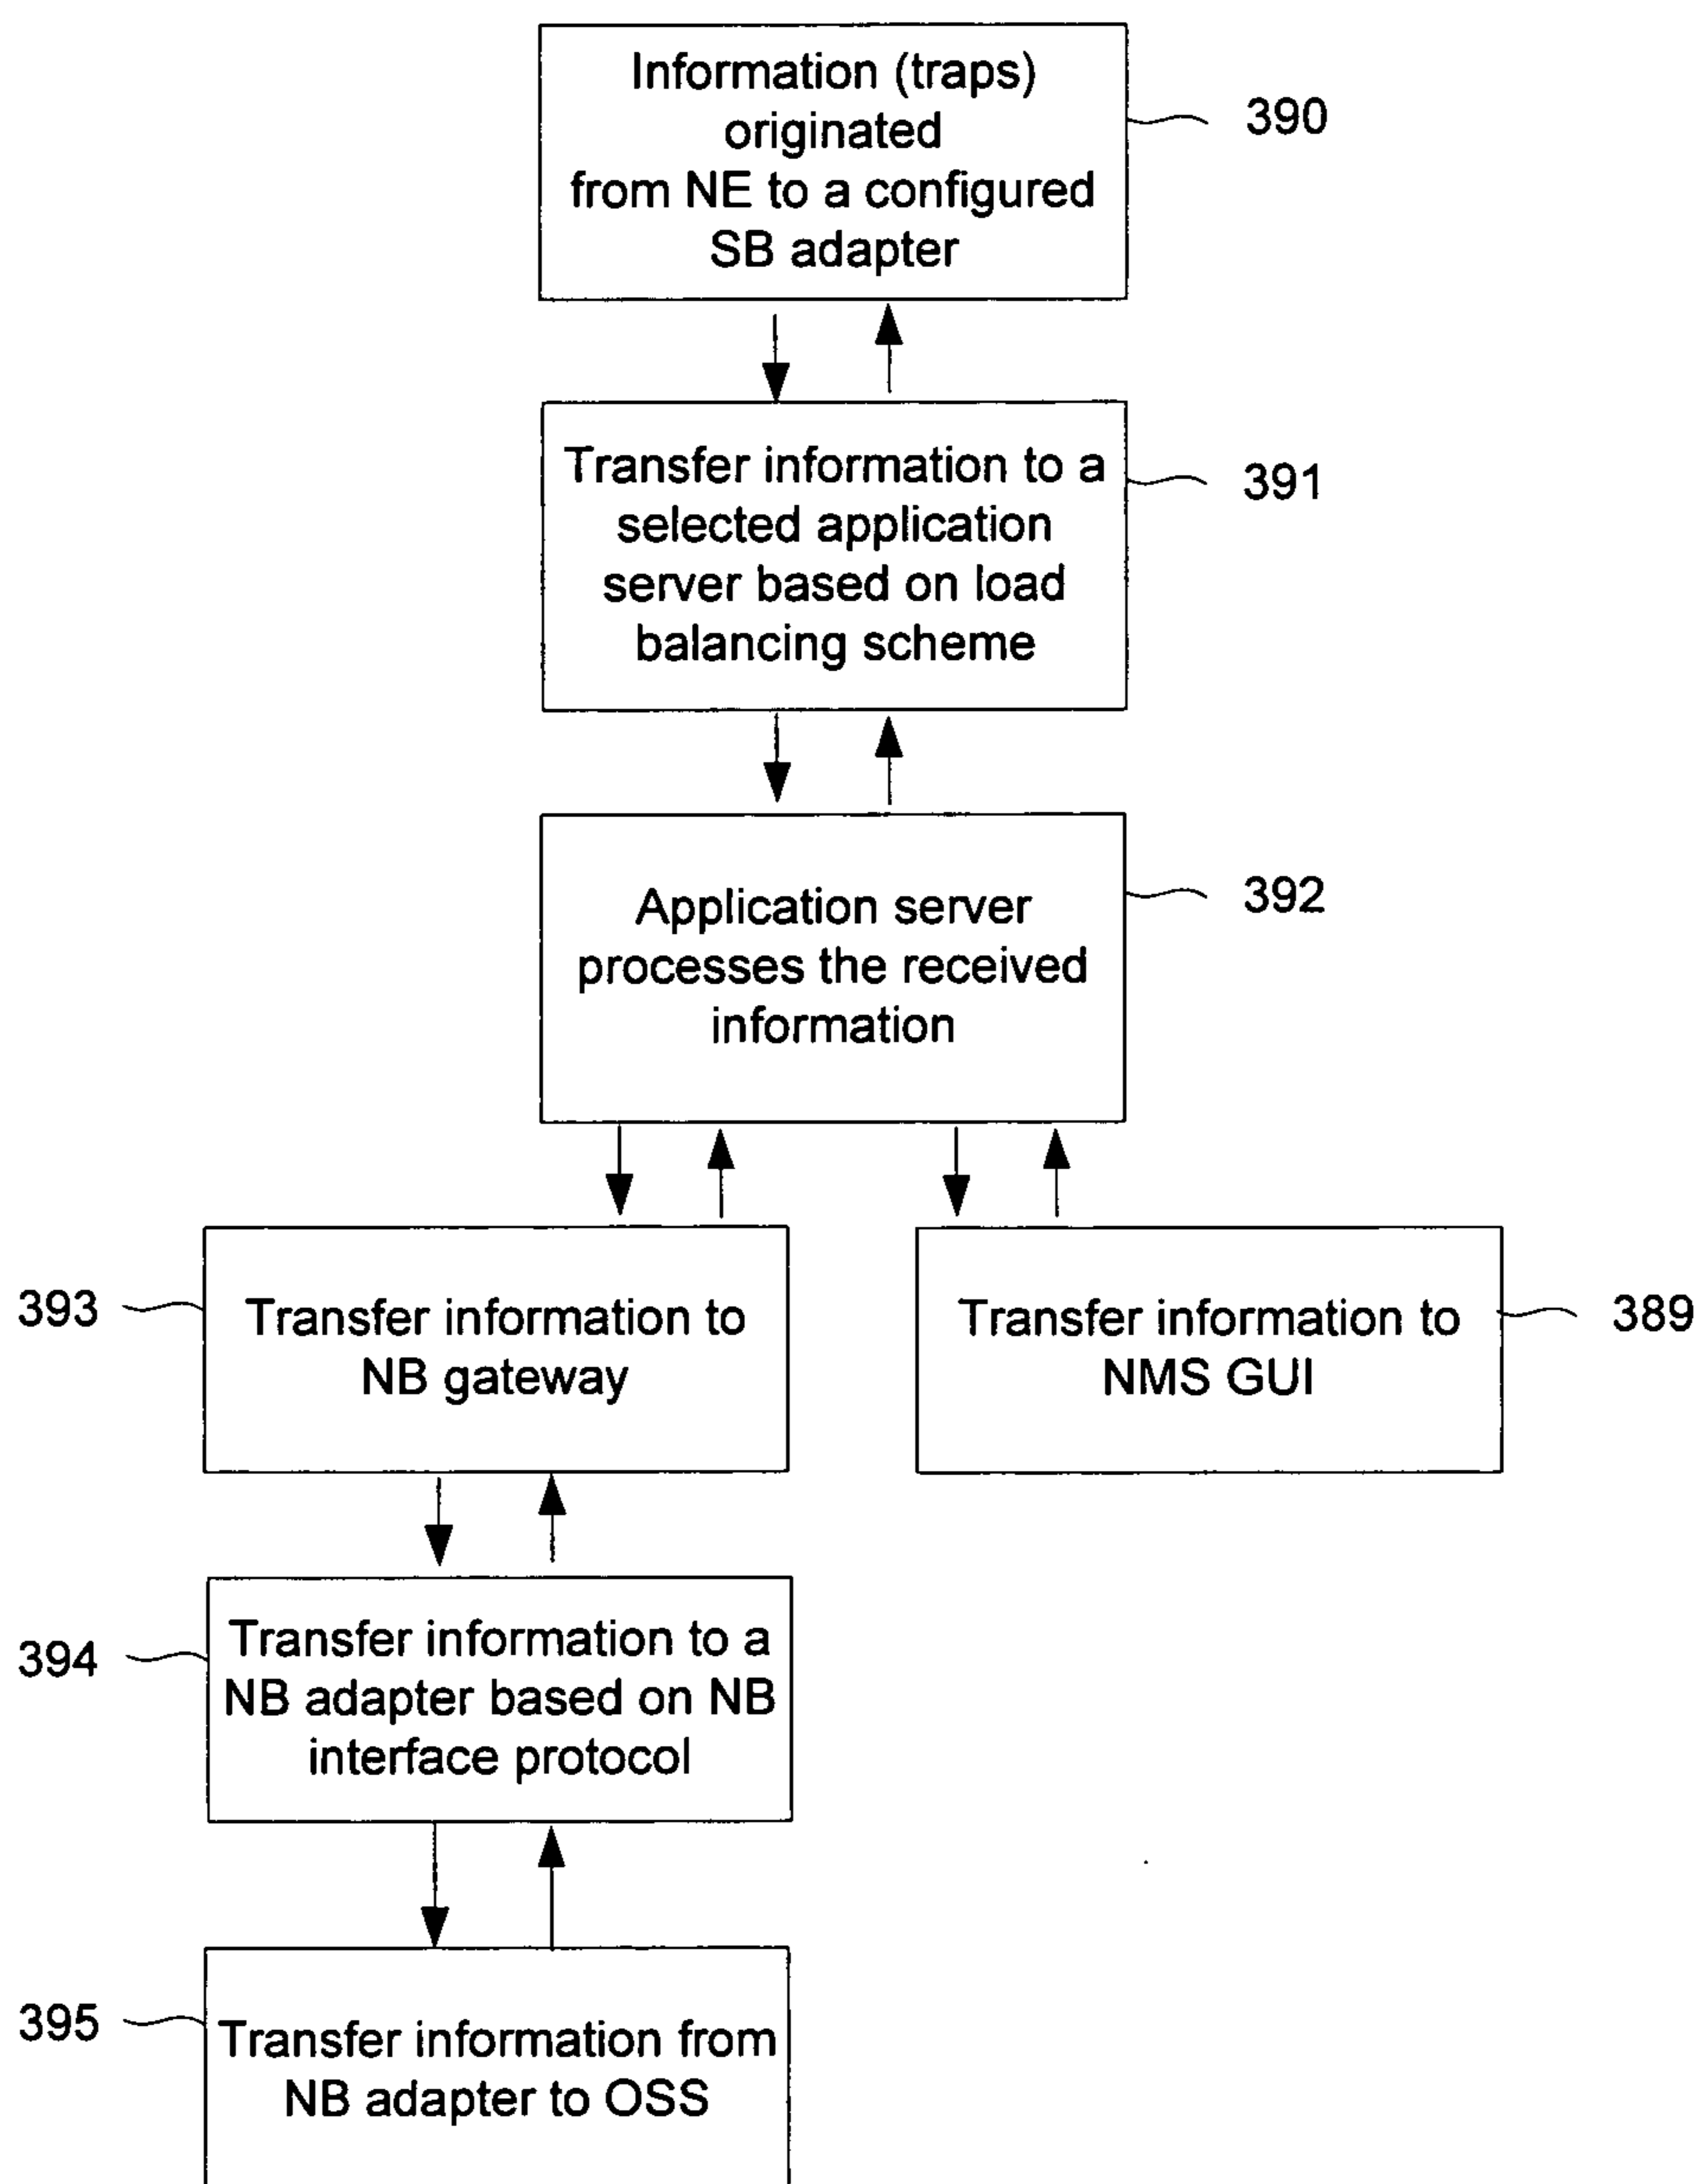 Information (traps)
originated
from NE to a configured
SB adapter
390
Transfer information to a
selected application
server based on load
balancing scheme
391
Application server
processes the received
information
392
393
Transfer information to
NB gateway
Transfer information to
NMS GUI
389
394
Transfer information to a
NB adapter based on NB
interface protocol
395
Transfer information from
NB adapter to OSS